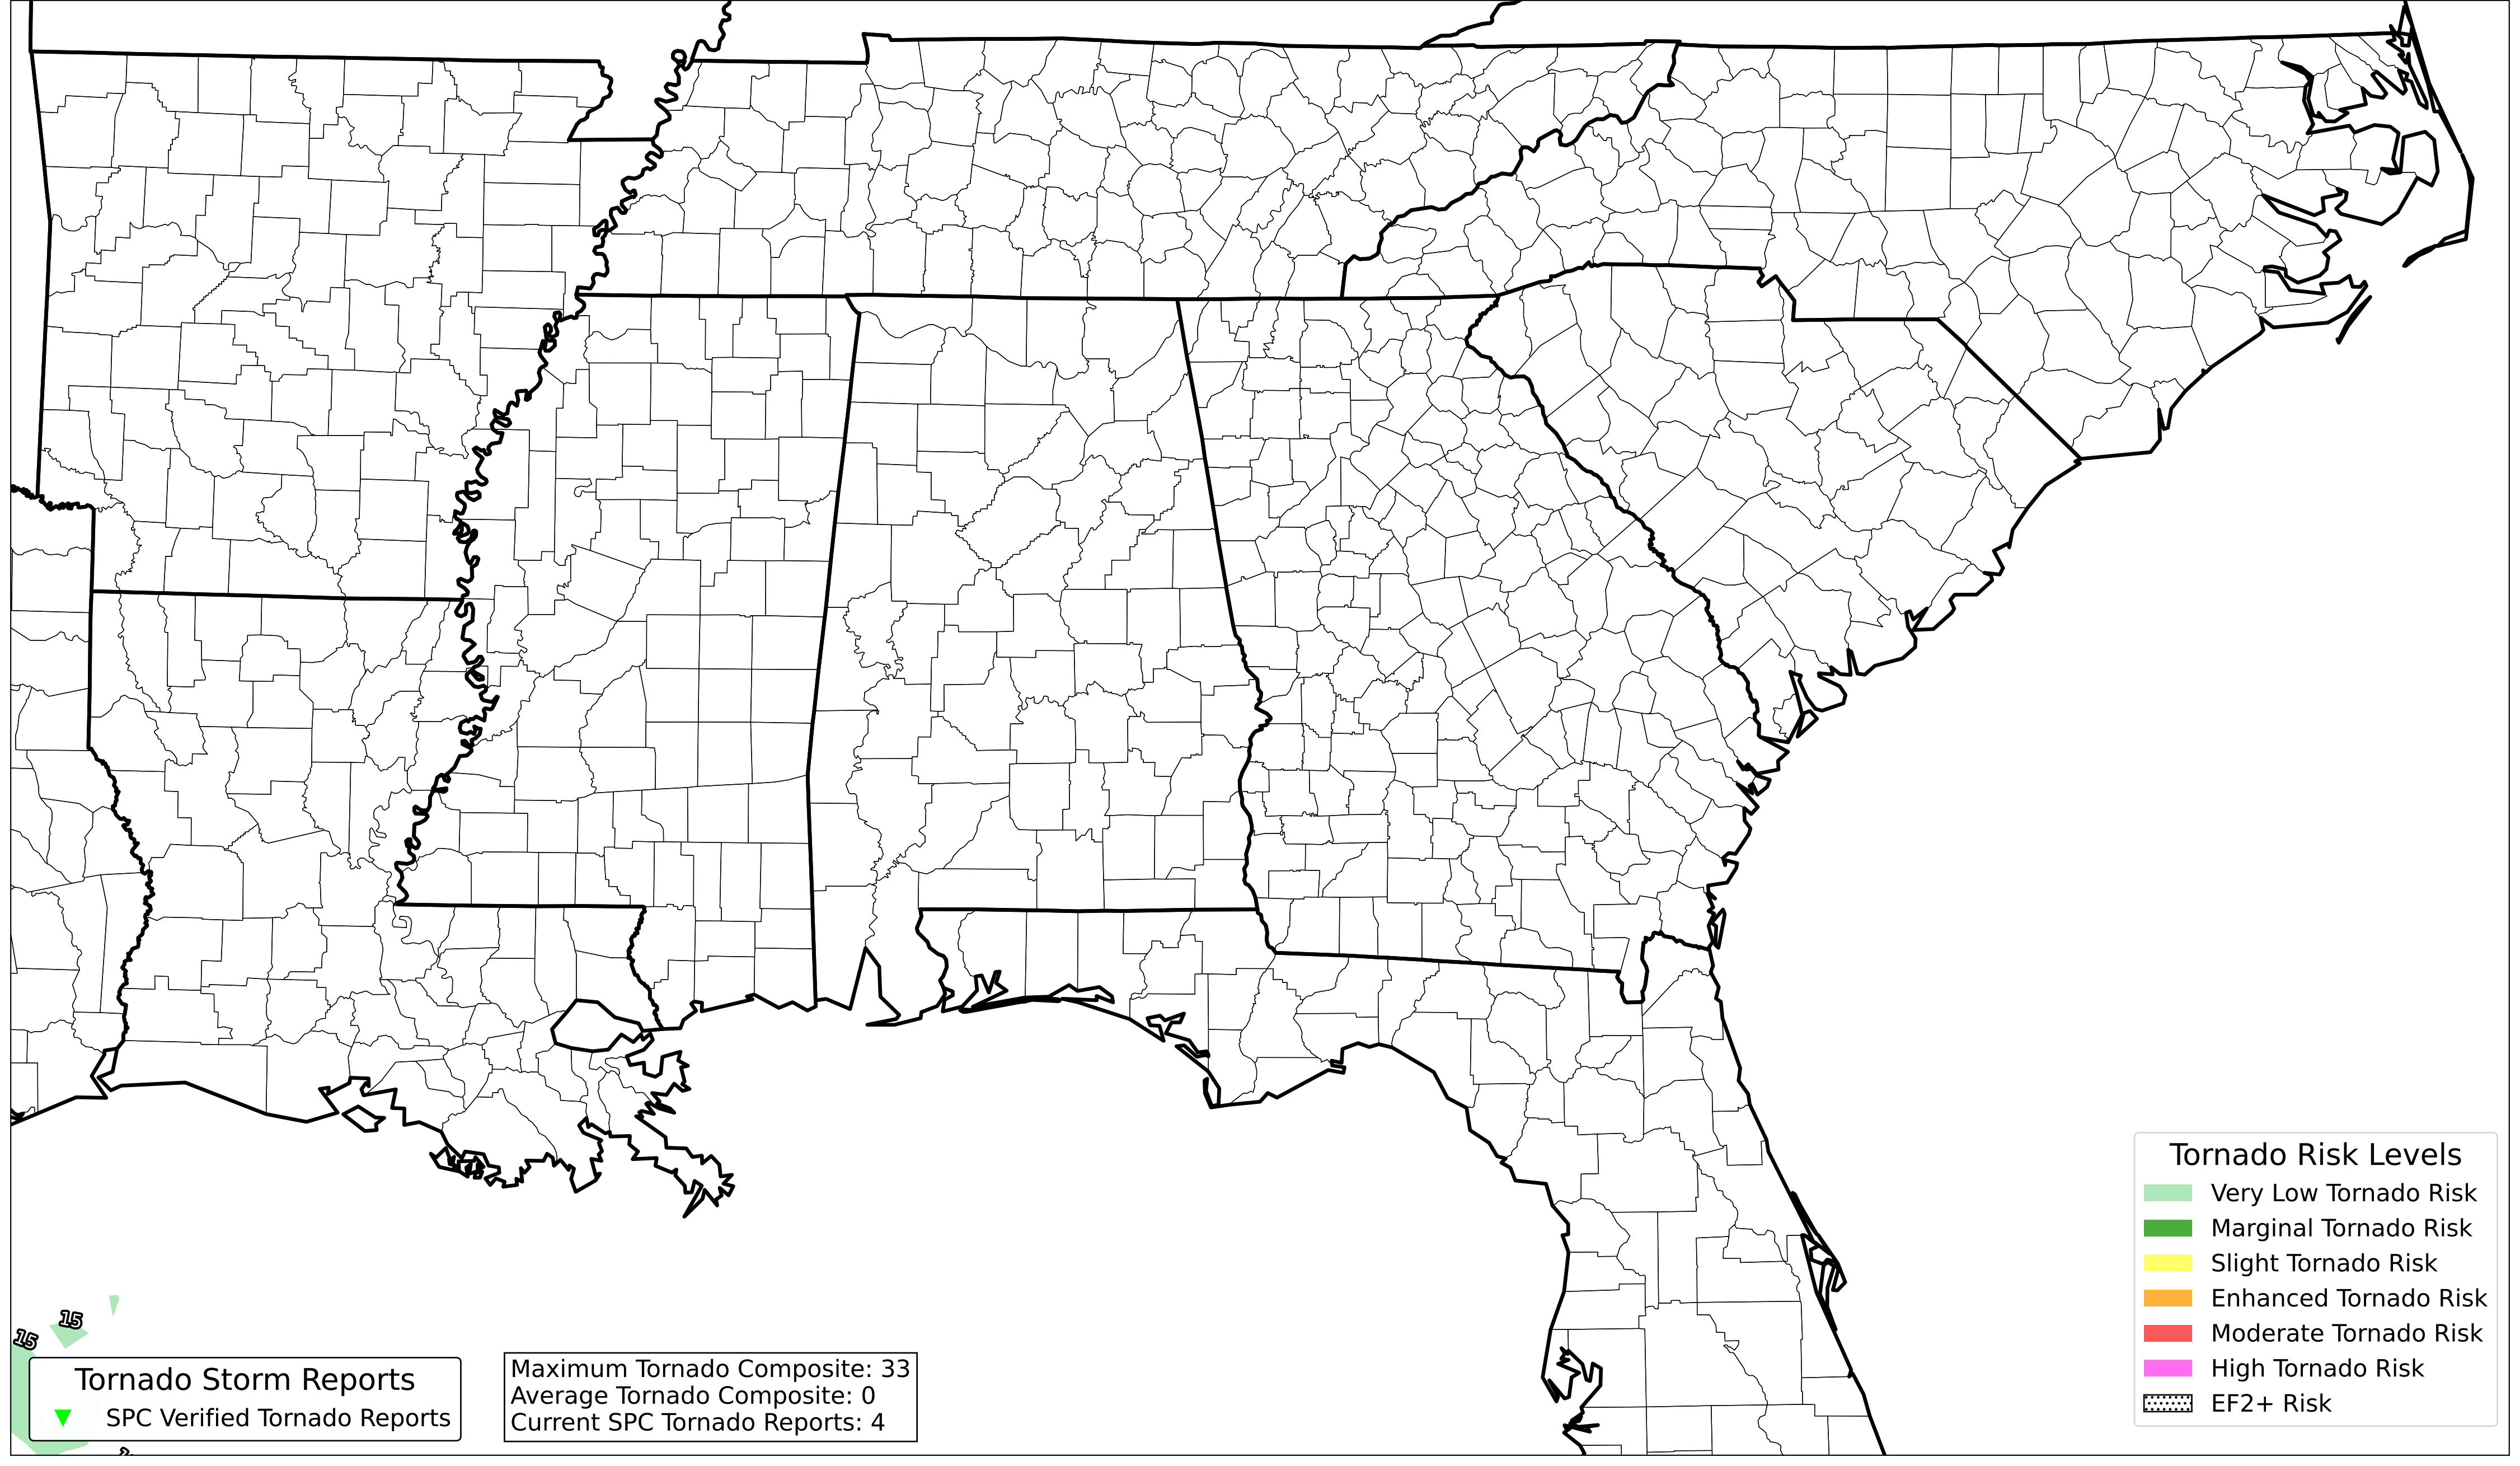 Tornado Risk Levels
Very Low Tornado Risk
Marginal Tornado Risk
Slight Tornado Risk
Enhanced Tornado Risk
Moderate Tornado Risk
High Tornado Risk
EF2+ Risk
15
15
Tornado Storm Reports
SPC Verified Tornado Reports
Maximum Tornado Composite: 33
Average Tornado Composite: 0
Current SPC Tornado Reports: 4